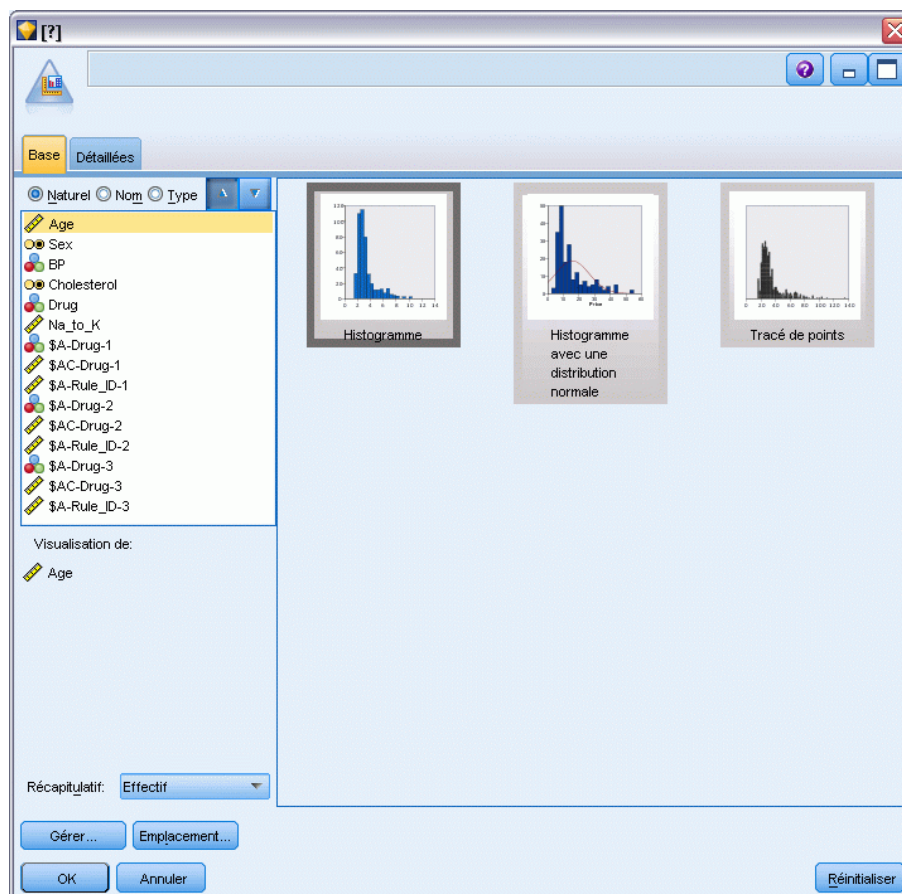 [?]
Base
Détaillées
Naturel
Nom
Type
Age
Sex
BP
Cholesterol
Drug
Na_to_K
$A-Drug-1
$AC-Drug-1
$A-Rule_ID-1
$A-Drug-2
$AC-Drug-2
$A-Rule_ID-2
$A-Drug-3
$AC-Drug-3
$A-Rule_ID-3
Histogramme
Histogramme
avec une
distribution
normale
Tracé de points
Visualisation de:
Age
Récapitulatif:
Effectif
Gérer...
Emplacement...
OK
Annuler
Réinitialiser